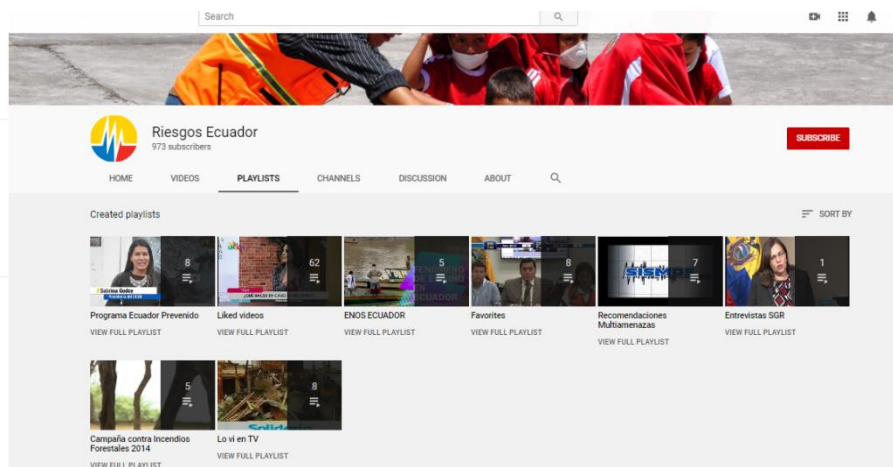 Search
Riesgos Ecuador
973 subscribers
SUBSCRIBE
HOME VIDEOS PLAYLISTS CHANNELS DISCUSSION ABOUT
Created playlists
SORT BY
8 62 5 8 7 1
Sabrina Godoy
SISMOS
Programa Ecuador Prevenido Liked videos ENOS ECUADOR Favorites Recomendaciones Entrevistas SGR
Multiamenazas
VIEW FULL PLAYLIST VIEW FULL PLAYLIST VIEW FULL PLAYLIST VIEW FULL PLAYLIST VIEW FULL PLAYLIST
VIEW FULL PLAYLIST
5 8
Campaña contra Incendios Lo vi en TV
Forestales 2014
VIEW FULL PLAYLIST
VIEW FULL PLAYLIST